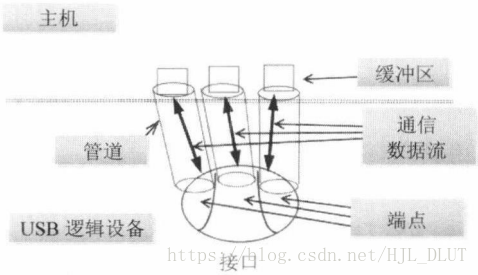 主机
缓冲区
管道
通信
数据流
USB 逻辑设备
端点
接口
https://blog.csdn.net/HJL_DLUT